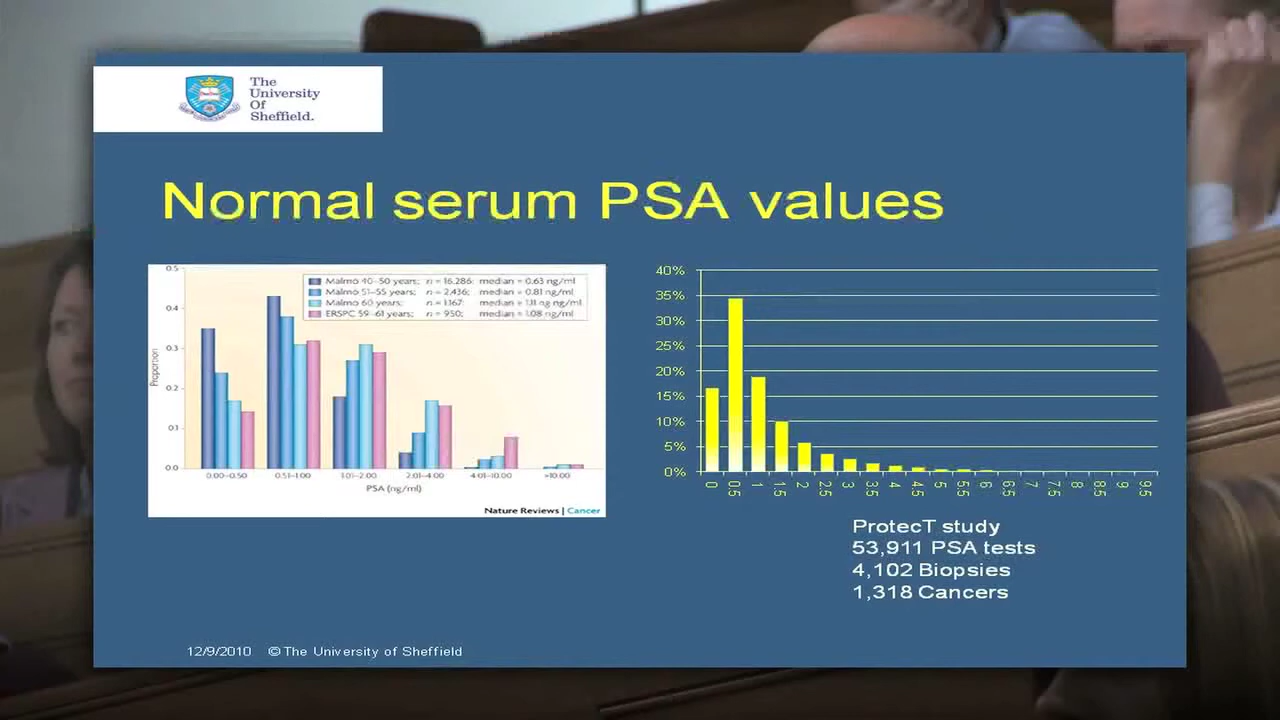 The
University
Of
Sheffield.
Normal serum PSA values
0.5
0.4
0.3
0.2
0.1
0.0
Proportion
Malmo 40–50 years; n = 16,286; median = 0.63 ng/ml
Malmo 51–55 years; n = 2,436; median = 0.81 ng/ml
Malmo 60 years; n = 1,167; median = 1.11 ng ng/ml
ERSPC 59–61 years; n = 950; median = 1.08 ng/ml
0.00–0.50 0.51–1.00 1.01–2.00 2.01–4.00 4.01–10.00 >10.00
PSA (ng/ml)
Nature Reviews | Cancer
40%
35%
30%
25%
20%
15%
10%
5%
0%
0 0.5 1 1.5 2 2.5 3 3.5 4 4.5 5 5.5 6 6.5 7 7.5 8 8.5 9 9.5
ProtecT study
53,911 PSA tests
4,102 Biopsies
1,318 Cancers
12/9/2010 © The University of Sheffield